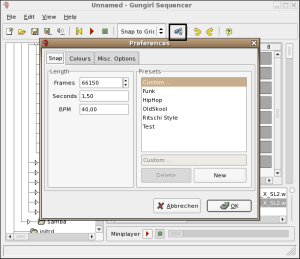 Unnamed - Gungirl Sequencer
File View Help
Snap to Gric
8
Preferences
Snap Colours Misc. Options
Length Presets
Frames 66150
Seconds 1,50
BPM 40,00
Custom...
Funk
HipHop
OldSkool
Ritschi Style
Test
Custom ...
Delete New
Abbrechen OK
X_SL2.w
X_SL2.w
samba
initrd
Miniplayer